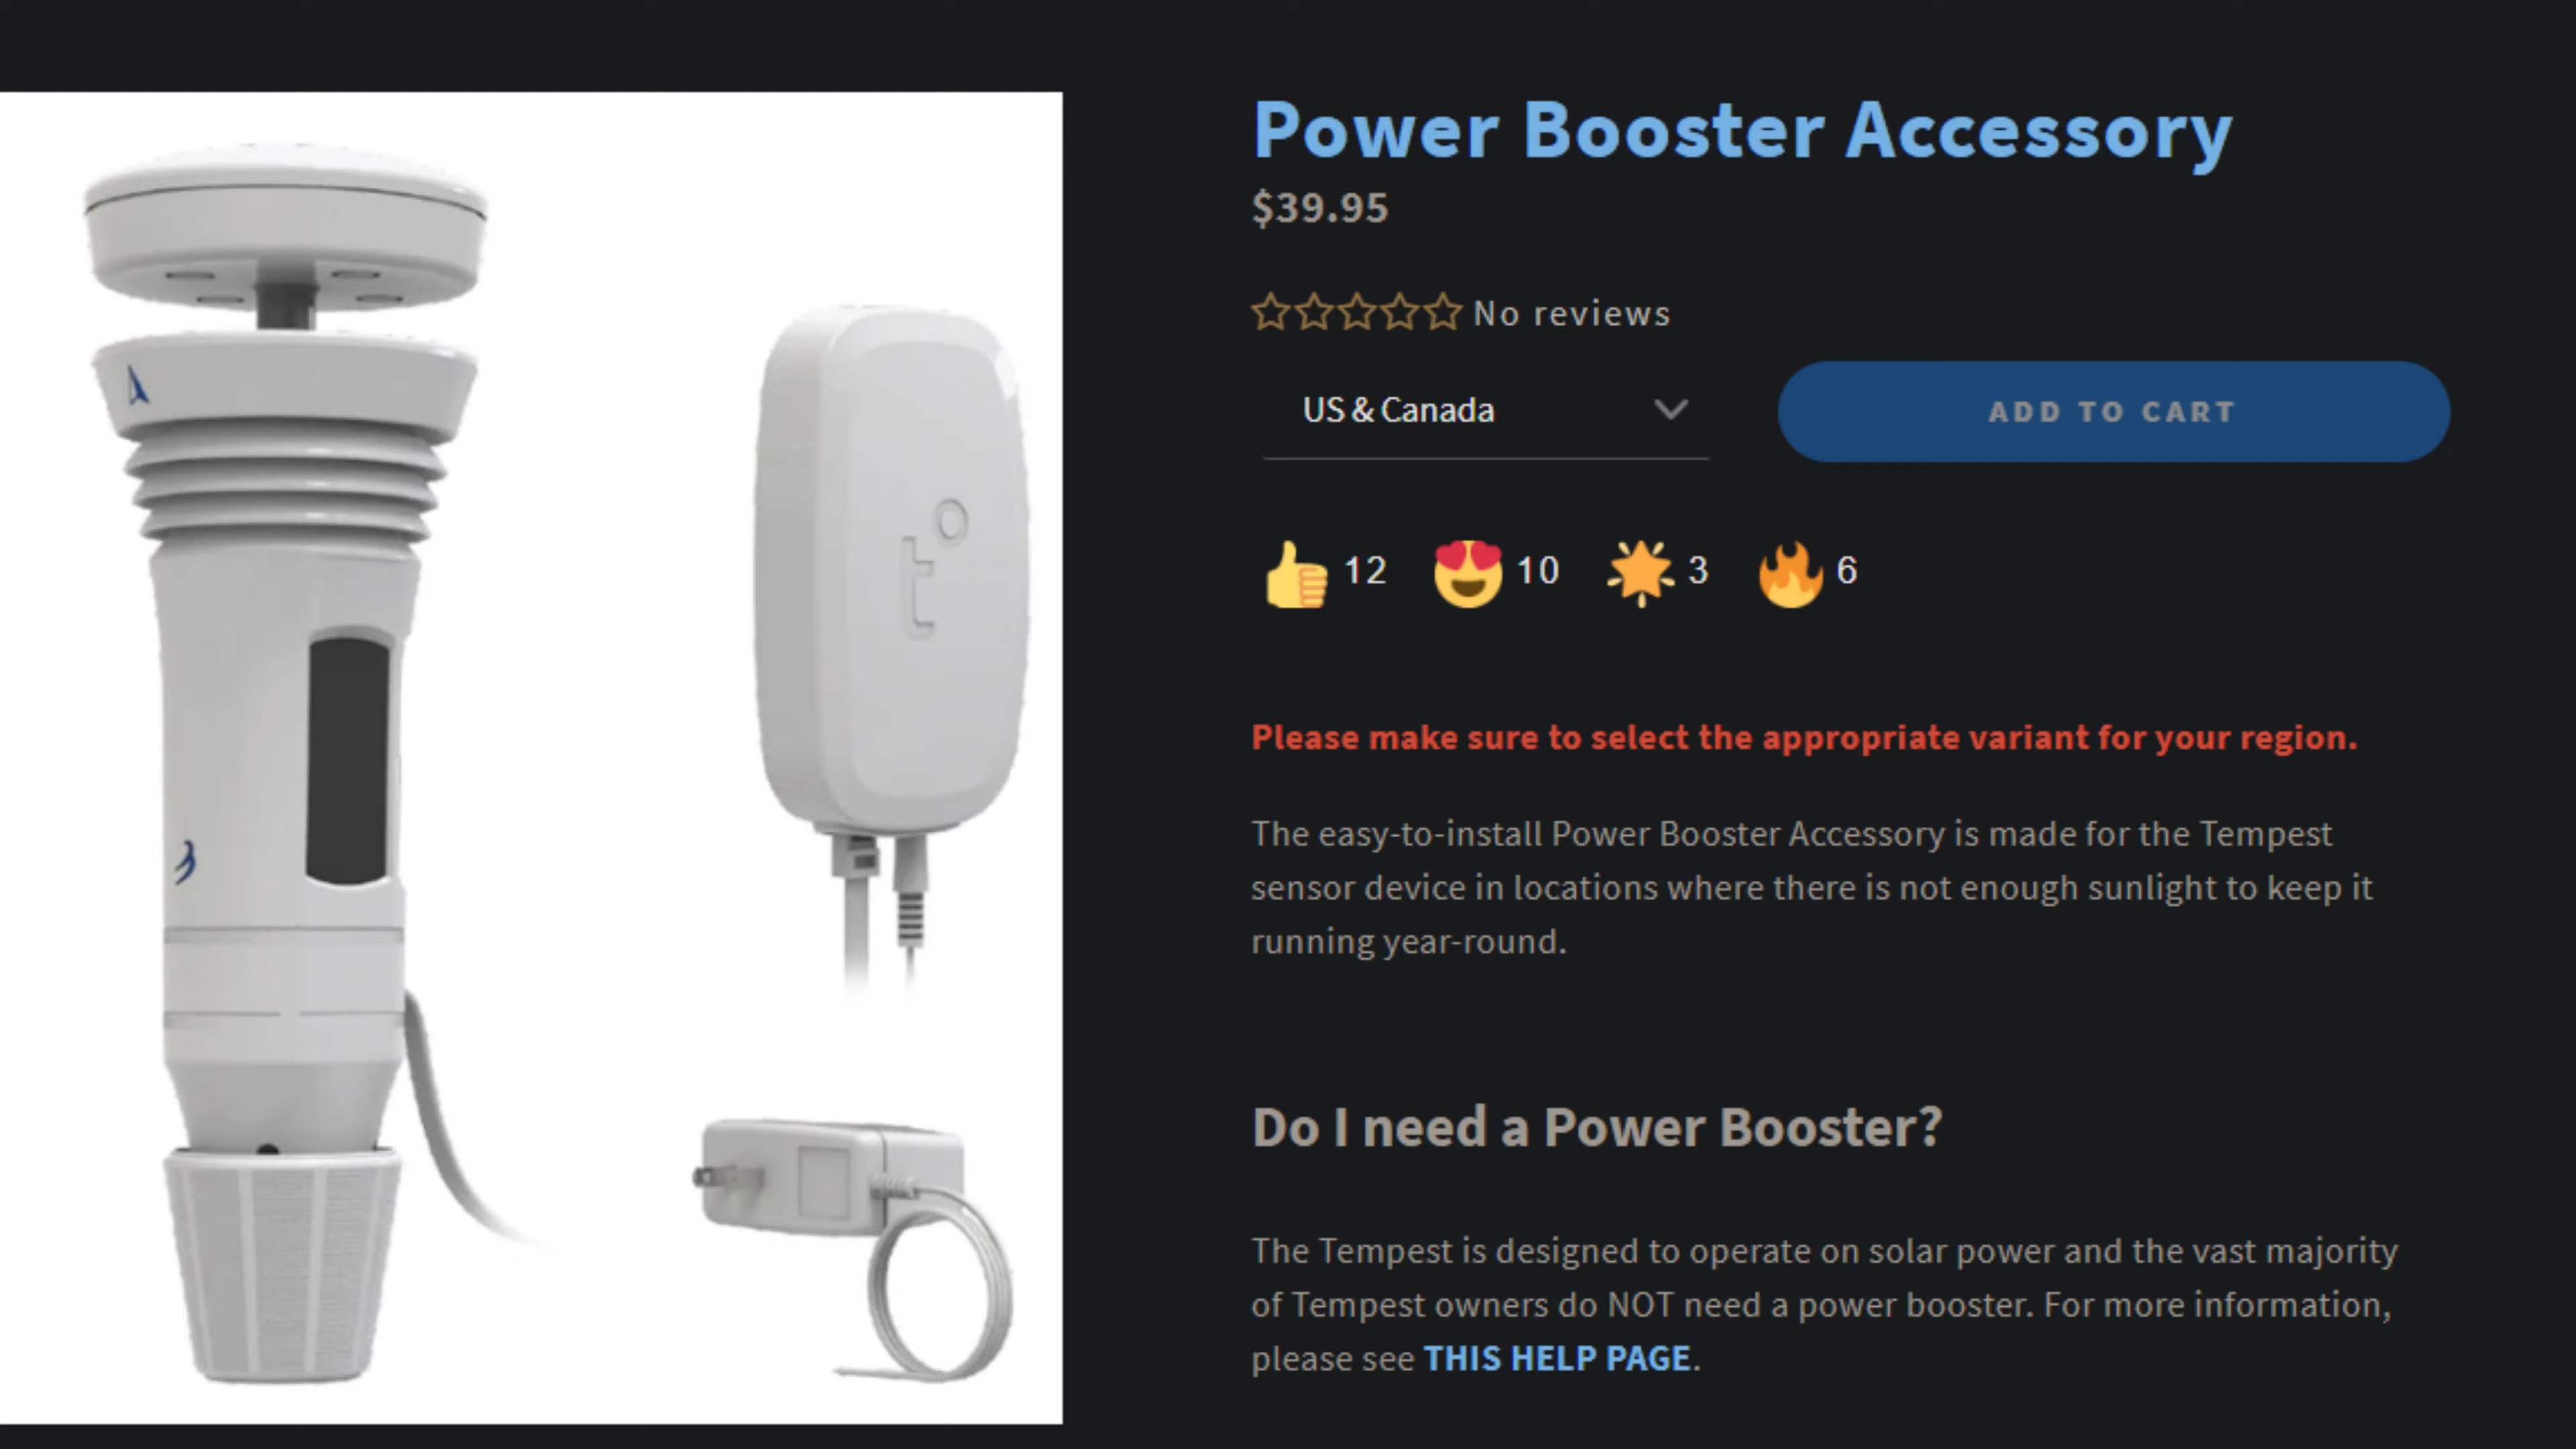 Power Booster Accessory
$39.95
No reviews
US & Canada
ADD TO CART
12 10 3 6
Please make sure to select the appropriate variant for your region.
The easy-to-install Power Booster Accessory is made for the Tempest
sensor device in locations where there is not enough sunlight to keep it
running year-round.
Do I need a Power Booster?
The Tempest is designed to operate on solar power and the vast majority
of Tempest owners do NOT need a power booster. For more information,
please see THIS HELP PAGE.